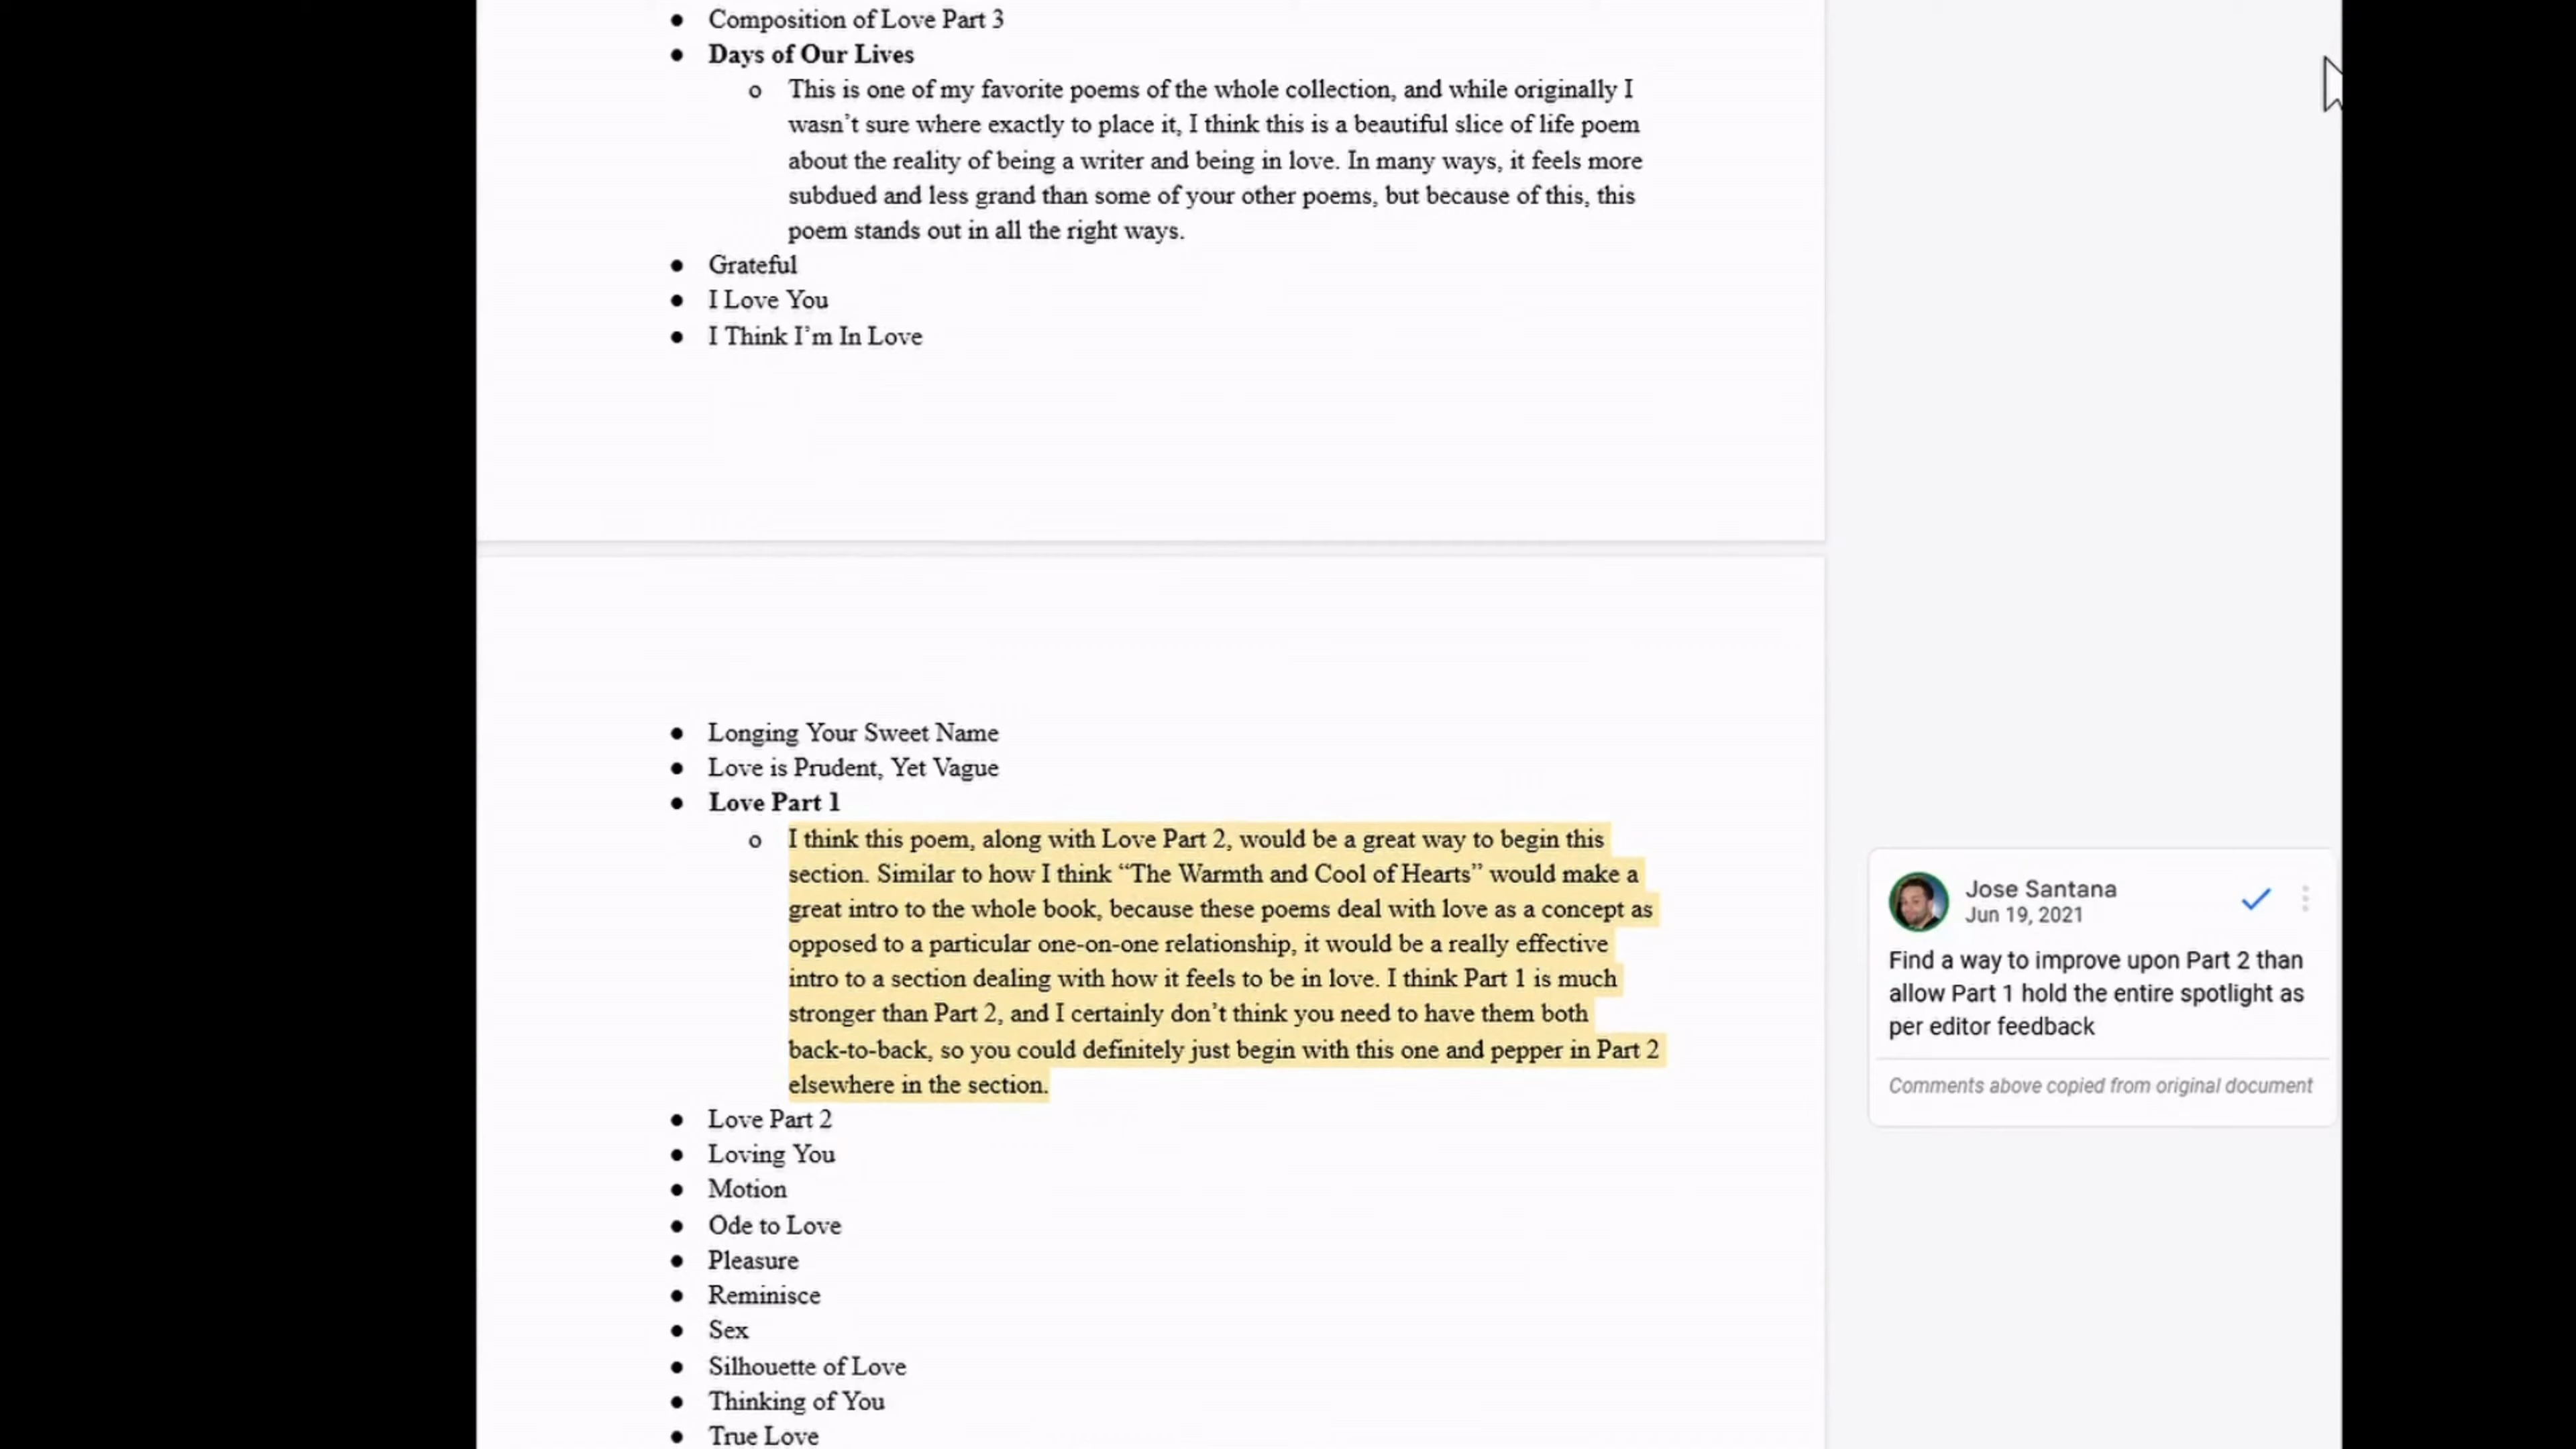 ● Composition of Love Part 3
● Days of Our Lives
o This is one of my favorite poems of the whole collection, and while originally I
wasn't sure where exactly to place it, I think this is a beautiful slice of life poem
about the reality of being a writer and being in love. In many ways, it feels more
subdued and less grand than some of your other poems, but because of this, this
poem stands out in all the right ways.
● Grateful
● I Love You
● I Think I'm In Love
● Longing Your Sweet Name
● Love is Prudent, Yet Vague
● Love Part 1
o I think this poem, along with Love Part 2, would be a great way to begin this
section. Similar to how I think “The Warmth and Cool of Hearts” would make a
great intro to the whole book, because these poems deal with love as a concept as
opposed to a particular one-on-one relationship, it would be a really effective
intro to a section dealing with how it feels to be in love. I think Part 1 is much
stronger than Part 2, and I certainly don't think you need to have them both
back-to-back, so you could definitely just begin with this one and pepper in Part 2
elsewhere in the section.
● Love Part 2
● Loving You
● Motion
● Ode to Love
● Pleasure
● Reminisce
● Sex
● Silhouette of Love
● Thinking of You
● True Love
Jose Santana
Jun 19, 2021
Find a way to improve upon Part 2 than
allow Part 1 hold the entire spotlight as
per editor feedback
Comments above copied from original document